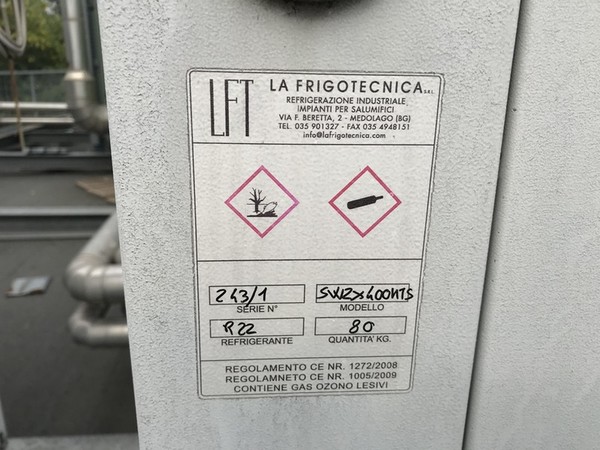 LFT
LA FRIGOTECNICA S.R.L.
REFRIGERAZIONE INDUSTRIALE,
IMPIANTI PER SALUMIFICI
VIA F. BERETTA, 2 - MEDOLAGO (BG)
TEL. 035 901327 - FAX 035 4948151
info@lafrigotecnica.com
243/1
SERIE N°
MODELLO
R22
REFRIGERANTE
80
QUANTITA' KG.
REGOLAMENTO CE NR. 1272/2008
REGOLAMNETO CE NR. 1005/2009
CONTIENE GAS OZONO LESIVI